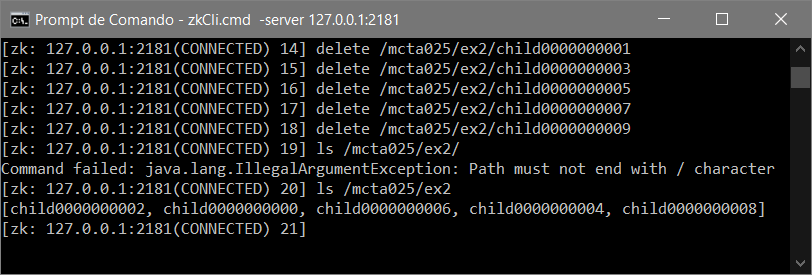 Prompt de Comando - zkCli.cmd  -server 127.0.0.1:2181
[zk: 127.0.0.1:2181(CONNECTED) 14] delete /mcta025/ex2/child0000000001
[zk: 127.0.0.1:2181(CONNECTED) 15] delete /mcta025/ex2/child0000000003
[zk: 127.0.0.1:2181(CONNECTED) 16] delete /mcta025/ex2/child0000000005
[zk: 127.0.0.1:2181(CONNECTED) 17] delete /mcta025/ex2/child0000000007
[zk: 127.0.0.1:2181(CONNECTED) 18] delete /mcta025/ex2/child0000000009
[zk: 127.0.0.1:2181(CONNECTED) 19] ls /mcta025/ex2/
Command failed: java.lang.IllegalArgumentException: Path must not end with / character
[zk: 127.0.0.1:2181(CONNECTED) 20] ls /mcta025/ex2
[child0000000002, child0000000000, child0000000006, child0000000004, child0000000008]
[zk: 127.0.0.1:2181(CONNECTED) 21]